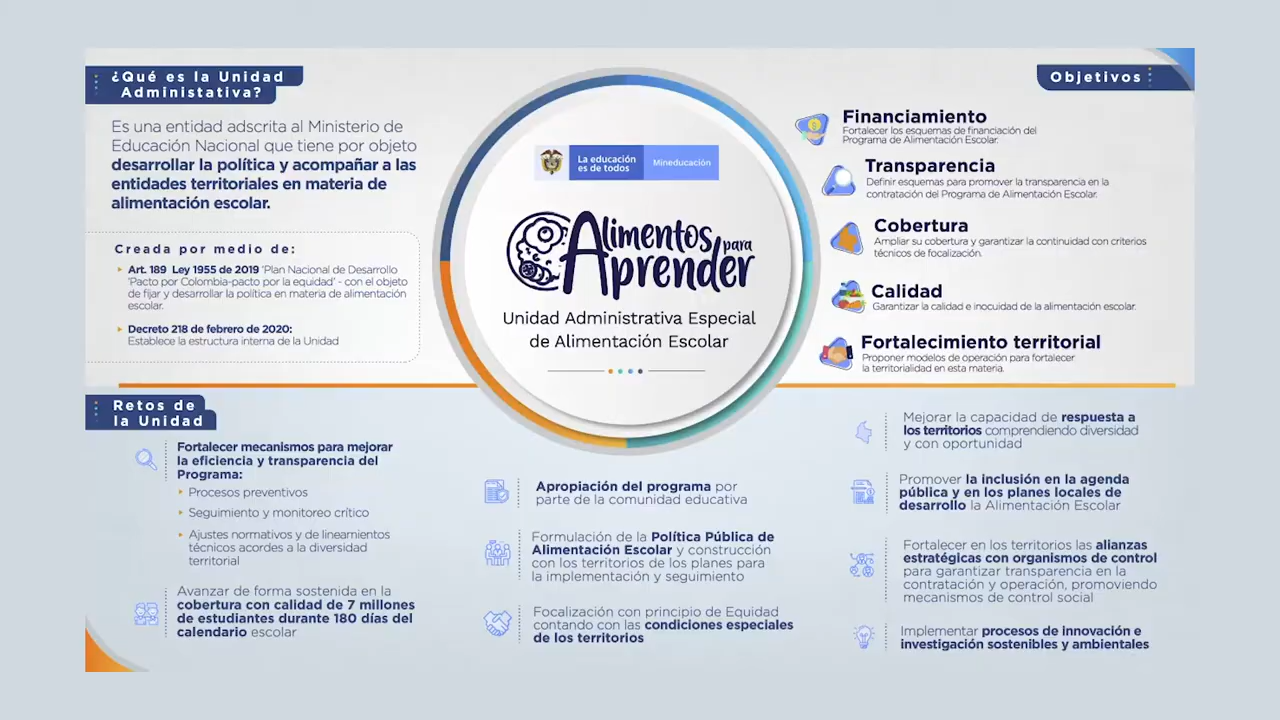 ¿Qué es la Unidad
Administativa?
Es una entidad adscrita al Ministerio de
Educación Nacional que tiene por objeto
desarrollar la política y acompañar a las
entidades territoriales en materia de
alimentación escolar.
Creada por medio de:
Art. 189 Ley 1955 de 2019 'Plan Nacional de Desarrollo
'Pacto por Colombia-pacto por la equidad' - con el objeto
de fijar y desarrollar la política en materia de alimentación
escolar.
Decreto 218 de febrero de 2020:
Establece la estructura interna de la Unidad
La educación
es de todos
Mineducación
Alimentos para
Aprender
Unidad Administrativa Especial
de Alimentación Escolar
Objetivos
Financiamiento
Fortalecer los esquemas de financiación del
Programa de Alimentación Escolar.
Transparencia
Definir esquemas para promover la transparencia en la
contratación del Programa de Alimentación Escolar.
Cobertura
Ampliar su cobertura y garantizar la continuidad con criterios
técnicos de focalización.
Calidad
Garantizar la calidad e inocuidad de la alimentación escolar.
Fortalecimiento territorial
Proponer modelos de operación para fortalecer
la territorialidad en esta materia.
Retos de
la Unidad
Fortalecer mecanismos para mejorar
la eficiencia y transparencia del
Programa:
Procesos preventivos
Seguimiento y monitoreo crítico
Ajustes normativos y de lineamientos
técnicos acordes a la diversidad
territorial
Avanzar de forma sostenida en la
cobertura con calidad de 7 millones
de estudiantes durante 180 días del
calendario escolar
Apropiación del programa por
parte de la comunidad educativa
Formulación de la Política Pública de
Alimentación Escolar y construcción
con los territorios de los planes para
la implementación y seguimiento
Focalización con principio de Equidad
contando con las condiciones especiales
de los territorios
Mejorar la capacidad de respuesta a
los territorios comprendiendo diversidad
y con oportunidad
Promover la inclusión en la agenda
pública y en los planes locales de
desarrollo la Alimentación Escolar
Fortalecer en los territorios las alianzas
estratégicas con organismos de control
para garantizar transparencia en la
contratación y operación, promoviendo
mecanismos de control social
Implementar procesos de innovación e
investigación sostenibles y ambientales